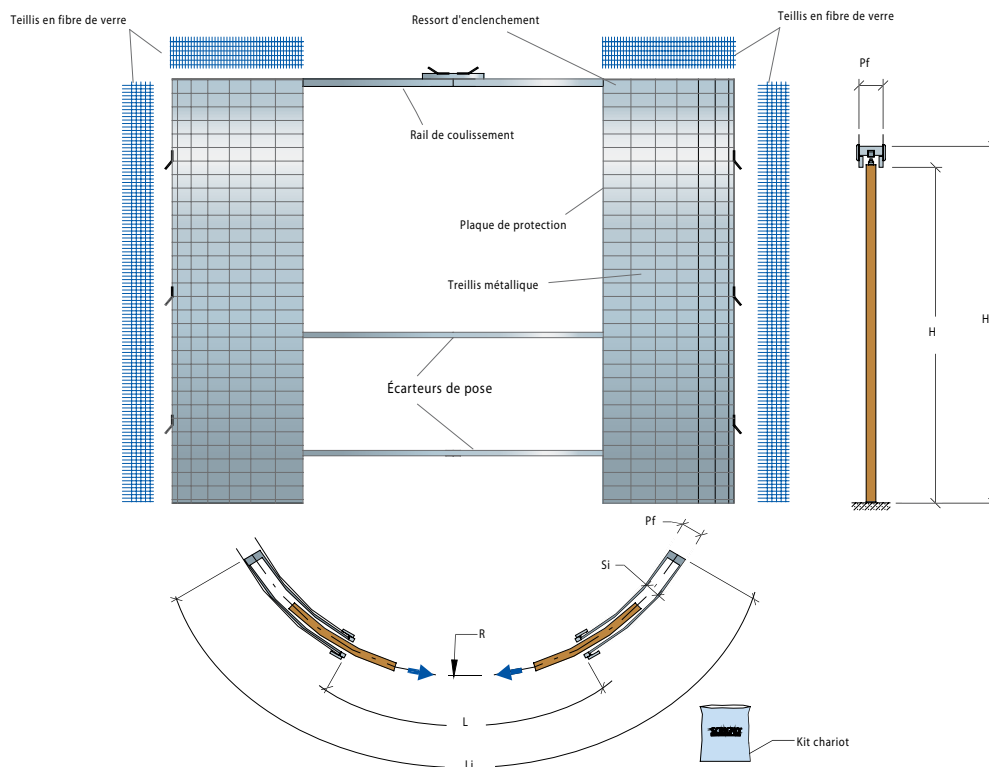 Teillis en fibre de verre
Ressort d'enclenchement
Teillis en fibre de verre
Pf
Rail de coulissement
Plaque de protection
Treillis métallique
H
H
Écarteurs de pose
Pf
Si
R
L
Li
Kit chariot